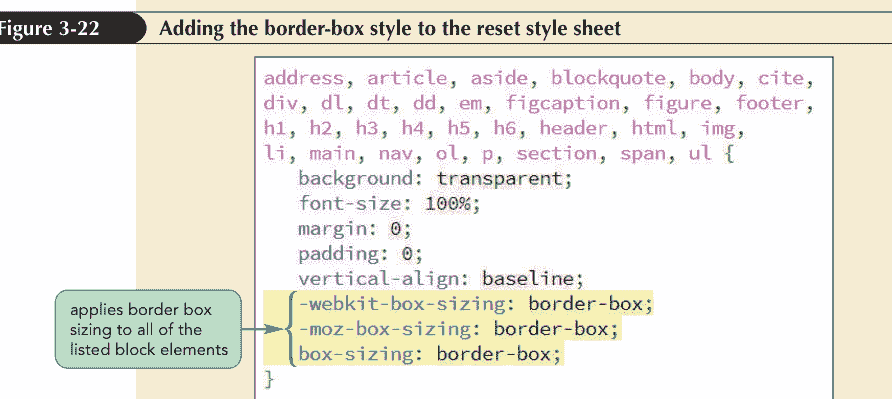 Figure 3-22 Adding the border-box style to the reset style sheet
address, article, aside, blockquote, body, cite,
div, dl, dt, dd, em, figcaption, figure, footer,
h1, h2, h3, h4, h5, h6, header, html, img,
li, main, nav, ol, p, section, span, ul {
background: transparent;
font-size: 100%;
margin: 0;
padding: 0;
vertical-align: baseline;
applies border box
sizing to all of the
listed block elements
-webkit-box-sizing: border-box;
-moz-box-sizing: border-box;
box-sizing: border-box;
}